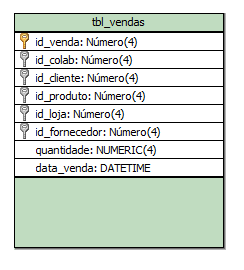 tbl_vendas
id_venda: Número(4)
id_colab: Número(4)
id_cliente: Número(4)
id_produto: Número(4)
id_loja: Número(4)
id_fornecedor: Número(4)
quantidade: NUMERIC(4)
data_venda: DATETIME